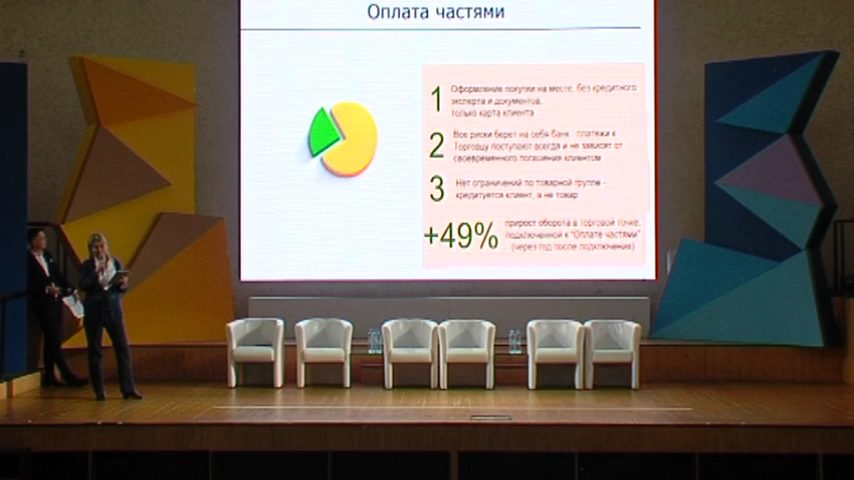 Оплата частями
1 Оформление покупки на месте, без кредитного
эксперта и документов,
только карта клиента
2 Все риски берет на себя банк - платежи к
Торговцу поступают всегда и не зависят от
своевременного погашения клиентом
3 Нет ограничений по товарной группе -
кредитуется клиент, а не товар
+49% прирост оборота в торговой точке,
подключенной к "Оплате частями"
(через год после подключения)